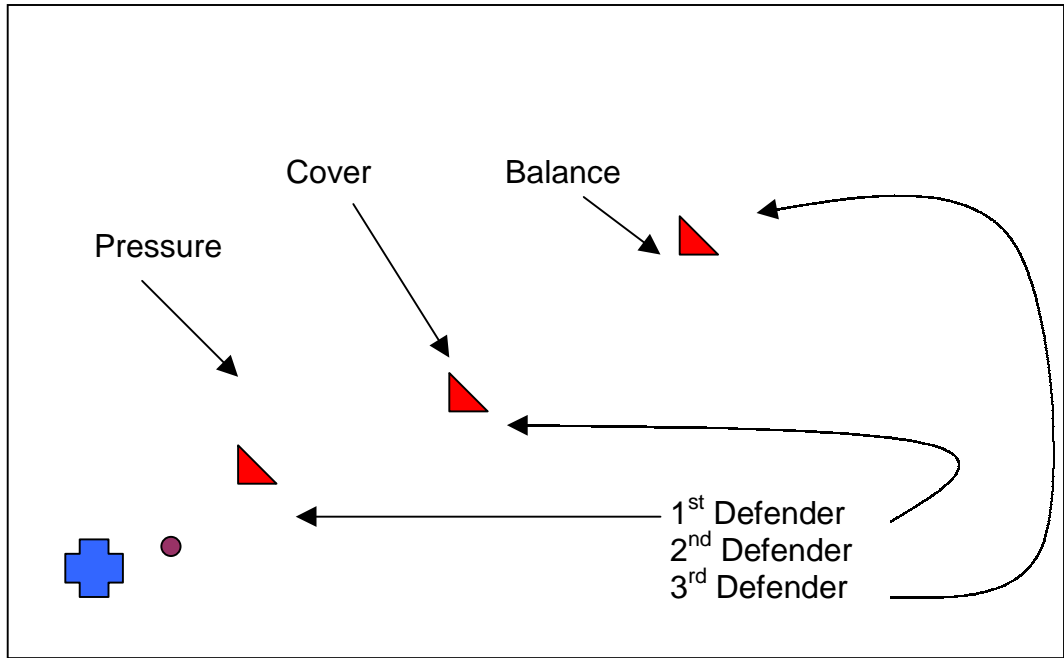 Cover
Balance
Pressure
1st Defender
2nd Defender
3rd Defender